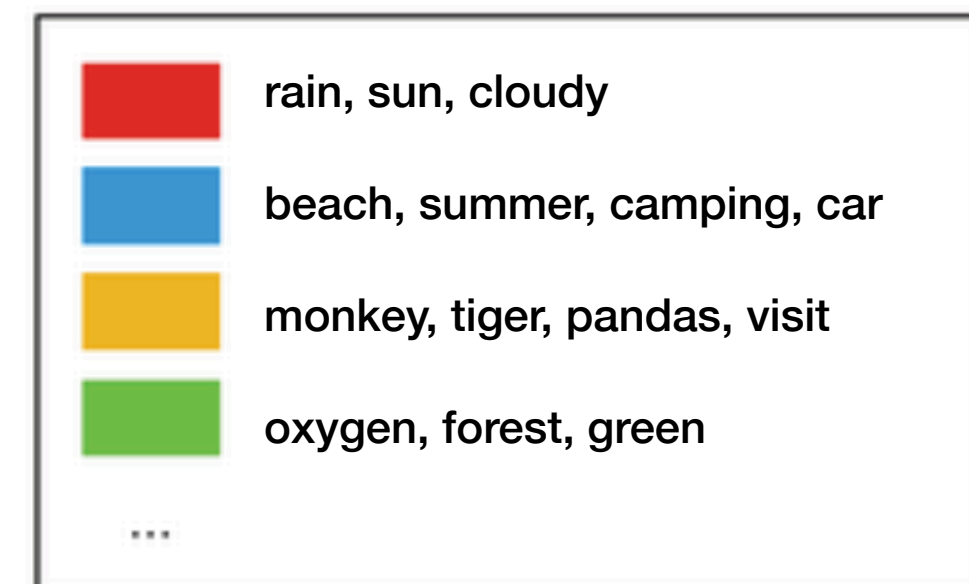 rain, sun, cloudy
beach, summer, camping, car
monkey, tiger, pandas, visit
oxygen, forest, green
...